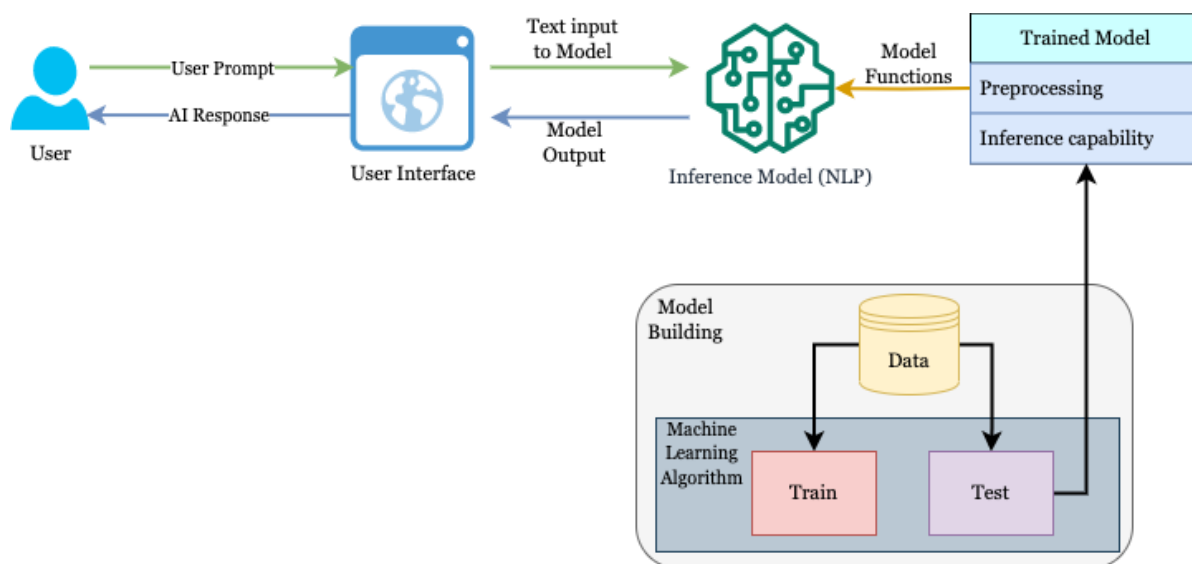 User Prompt
AI Response
User
User Interface
Text input
to Model
Model
Output
Inference Model (NLP)
Model
Functions
Trained Model
Preprocessing
Inference capability
Model
Building
Data
Machine
Learning
Algorithm
Train
Test